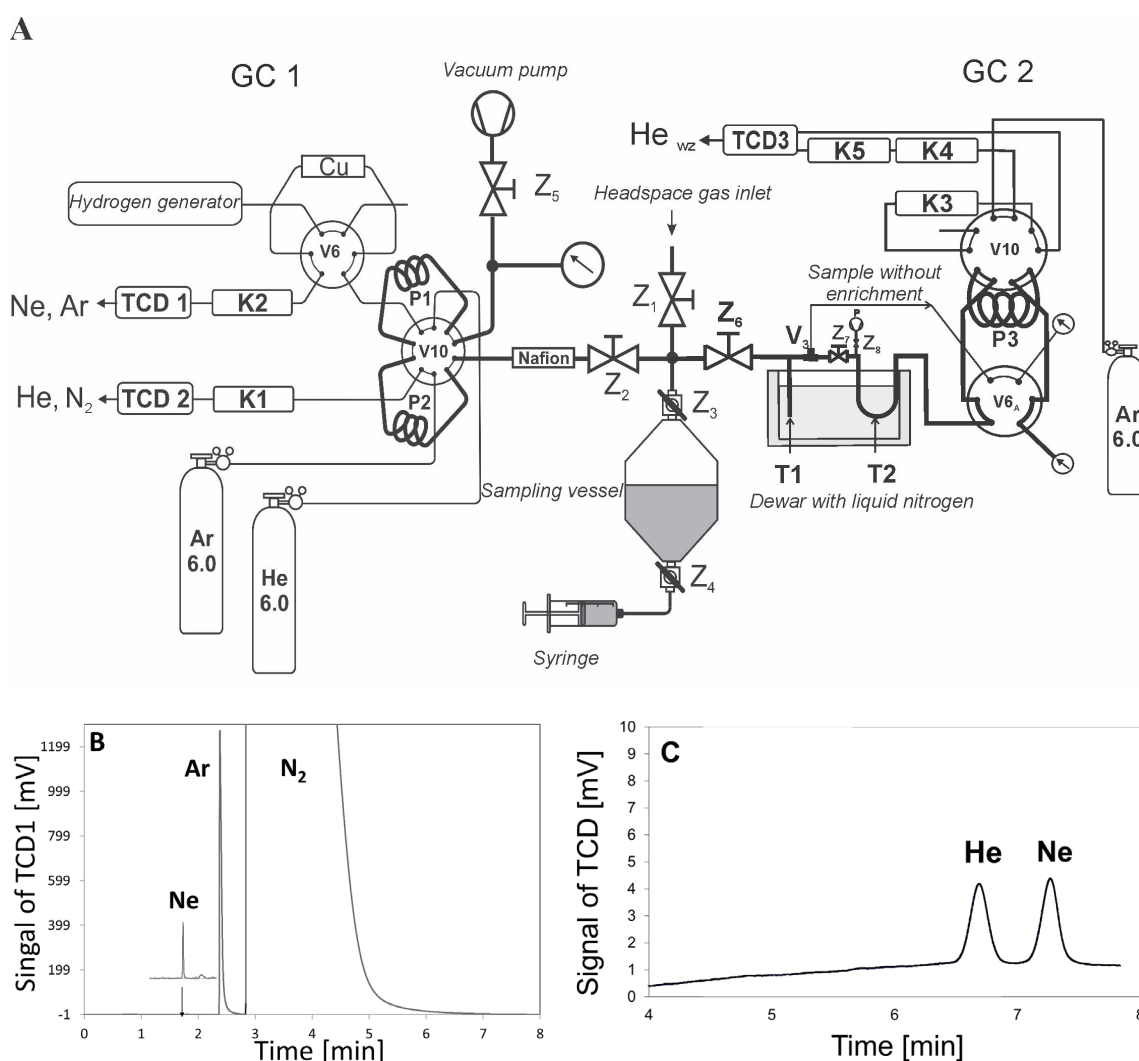 A
GC 1
Vacuum pump
GC 2
He wz
TCD3
K5
K4
Cu
Hydrogen generator
Z5
Headspace gas inlet
K3
V6
V10
Sample without
enrichment
Ne, Ar
TCD 1
K2
P1
Z1
Z6
P
V3
Z7
Z8
P3
V10
Nafion
Z2
He, N2
TCD 2
K1
P2
Z3
V6A
Ar
6.0
T1
T2
Sampling vessel
Dewar with liquid nitrogen
Ar
6.0
He
6.0
Z4
Syringe
B
Singal of TCD1 [mV]
1199
999
799
599
399
199
-1
Ar
N2
Ne
0 1 2 3 4 5 6 7 8
Time [min]
C
Signal of TCD [mV]
10
9
8
7
6
5
4
3
2
1
0
He
Ne
4 5 6 7 8
Time [min]